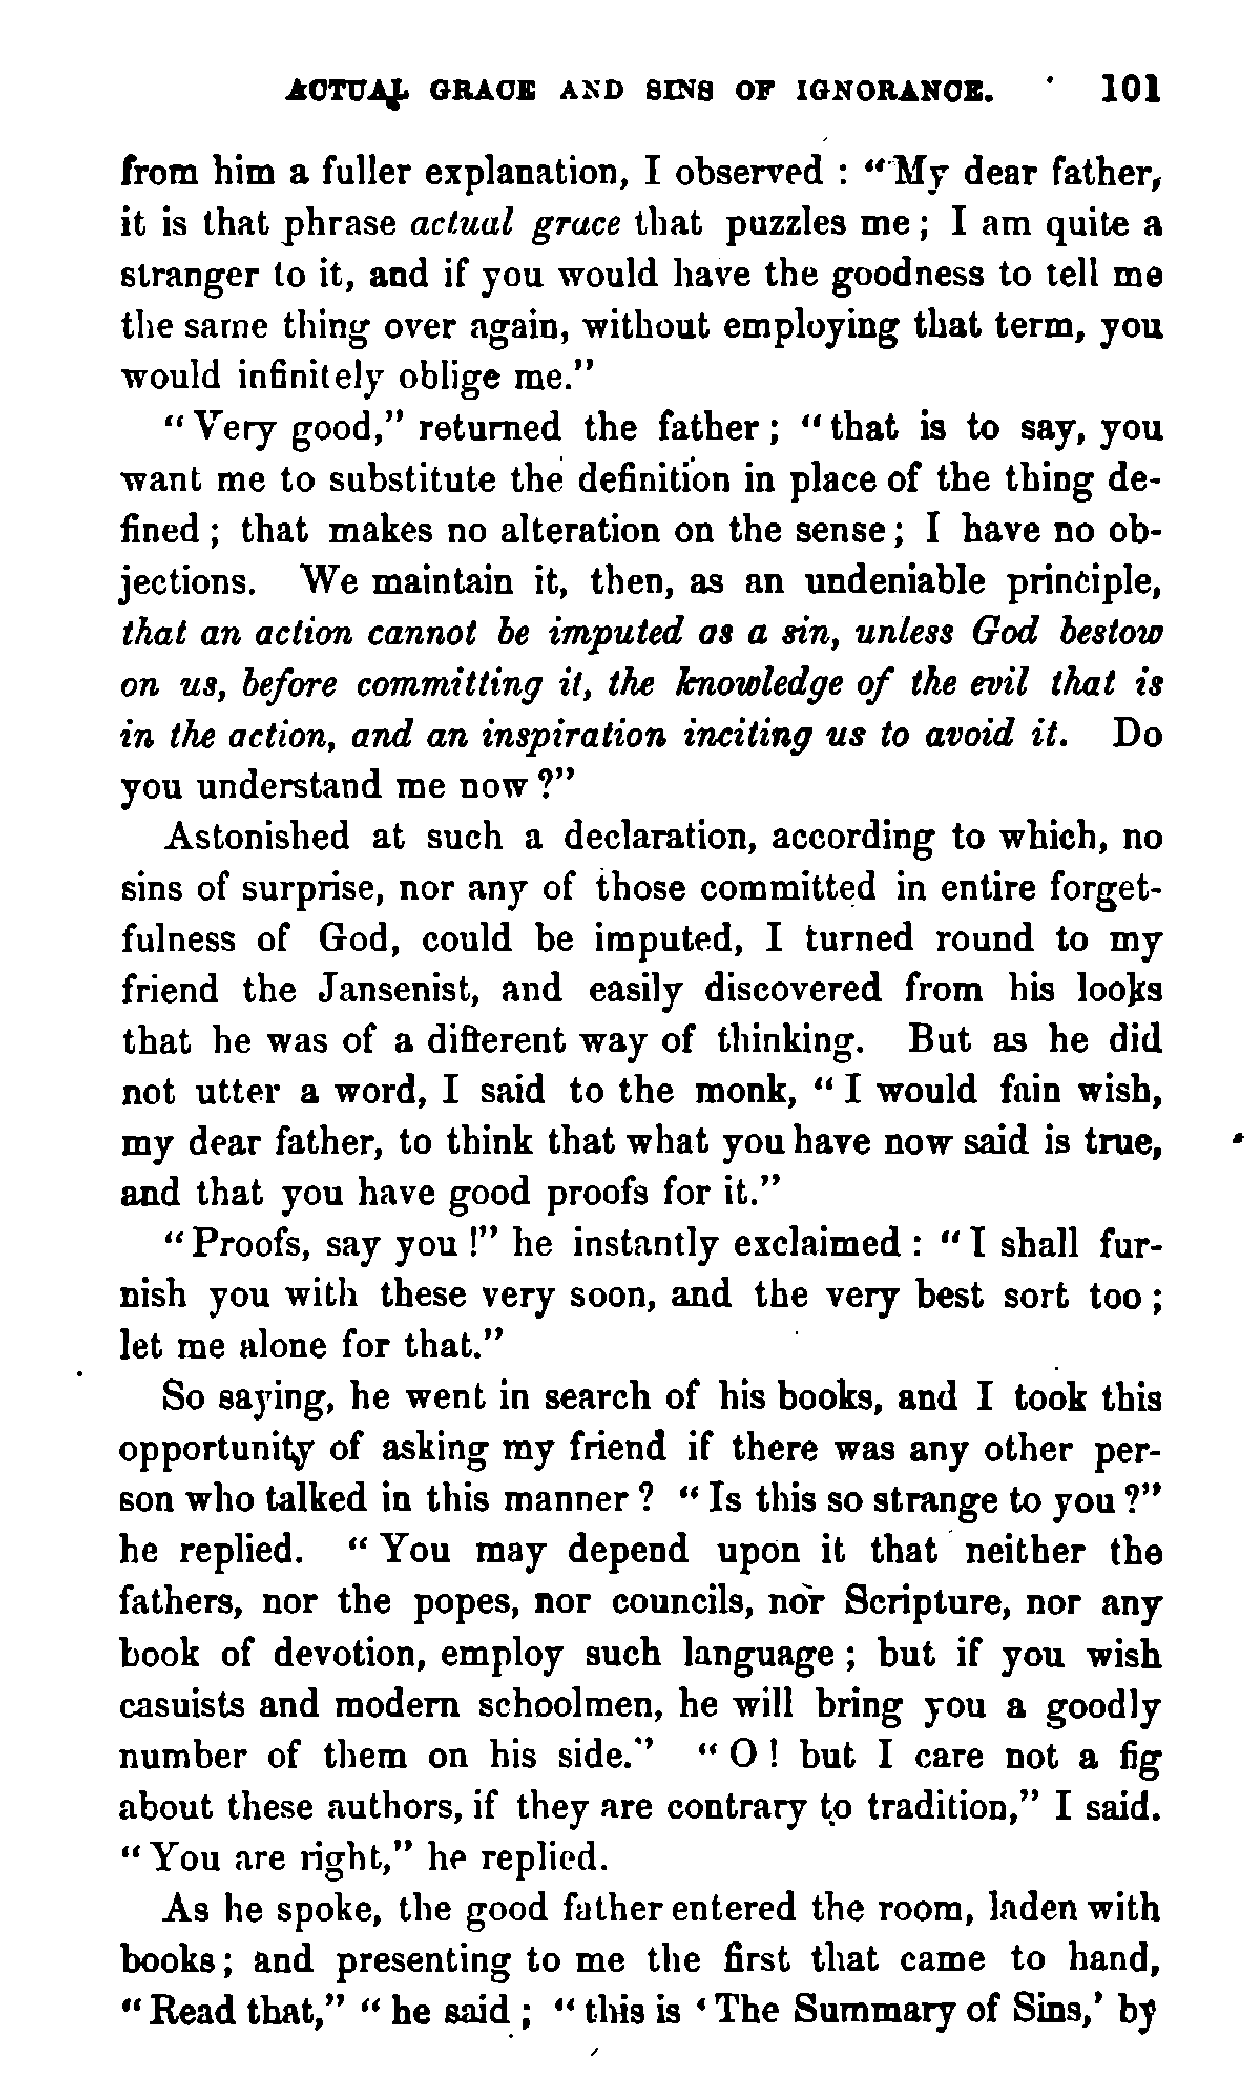 ACTUAL GRACE AND SINS OF IGNORANCE. 101
from him a fuller explanation, I observed : "My dear father,
it is that phrase actual grace that puzzles me ; I am quite a
stranger to it, and if you would have the goodness to tell me
the same thing over again, without employing that term, you
would infinitely oblige me."
"Very good," returned the father ; "that is to say, you
want me to substitute the definition in place of the thing de-
fined ; that makes no alteration on the sense ; I have no ob-
jections. We maintain it, then, as an undeniable principle,
that an action cannot be imputed as a sin, unless God bestow
on us, before committing it, the knowledge of the evil that is
in the action, and an inspiration inciting us to avoid it. Do
you understand me now ?"
Astonished at such a declaration, according to which, no
sins of surprise, nor any of those committed in entire forget-
fulness of God, could be imputed, I turned round to my
friend the Jansenist, and easily discovered from his looks
that he was of a different way of thinking. But as he did
not utter a word, I said to the monk, "I would fain wish,
my dear father, to think that what you have now said is true,
and that you have good proofs for it."
"Proofs, say you !" he instantly exclaimed : "I shall fur-
nish you with these very soon, and the very best sort too ;
let me alone for that."
So saying, he went in search of his books, and I took this
opportunity of asking my friend if there was any other per-
son who talked in this manner ? "Is this so strange to you ?"
he replied. "You may depend upon it that neither the
fathers, nor the popes, nor councils, nor Scripture, nor any
book of devotion, employ such language ; but if you wish
casuists and modern schoolmen, he will bring you a goodly
number of them on his side." "O ! but I care not a fig
about these authors, if they are contrary to tradition," I said.
"You are right," he replied.
As he spoke, the good father entered the room, laden with
books ; and presenting to me the first that came to hand,
"Read that," "he said ; "this is 'The Summary of Sins,' by